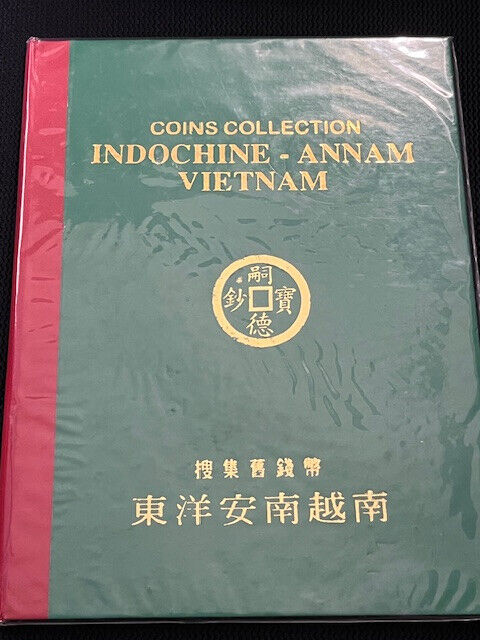 COINS COLLECTION
INDOCHINE - ANNAM
VIETNAM
嗣德寶鈔
搜集舊錢幣
東洋安南越南